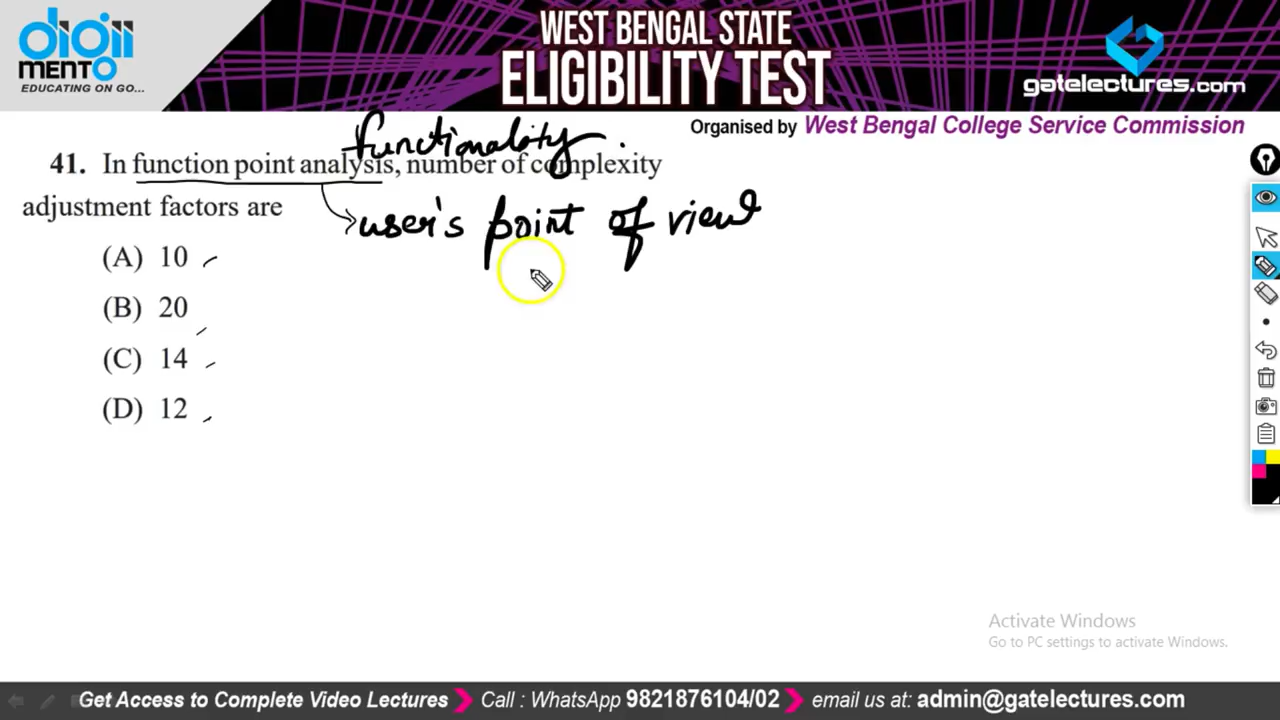 digii
MENTO
EDUCATING ON GO...
WEST BENGAL STATE
ELIGIBILITY TEST
gatelectures.com
Organised by West Bengal College Service Commission
functionality.
41. In function point analysis, number of complexity
adjustment factors are
user's point of view
(A) 10
(B) 20
(C) 14
(D) 12
Activate Windows
Go to PC settings to activate Windows.
Get Access to Complete Video Lectures Call : WhatsApp 9821876104/02 email us at: admin@gatelectures.com